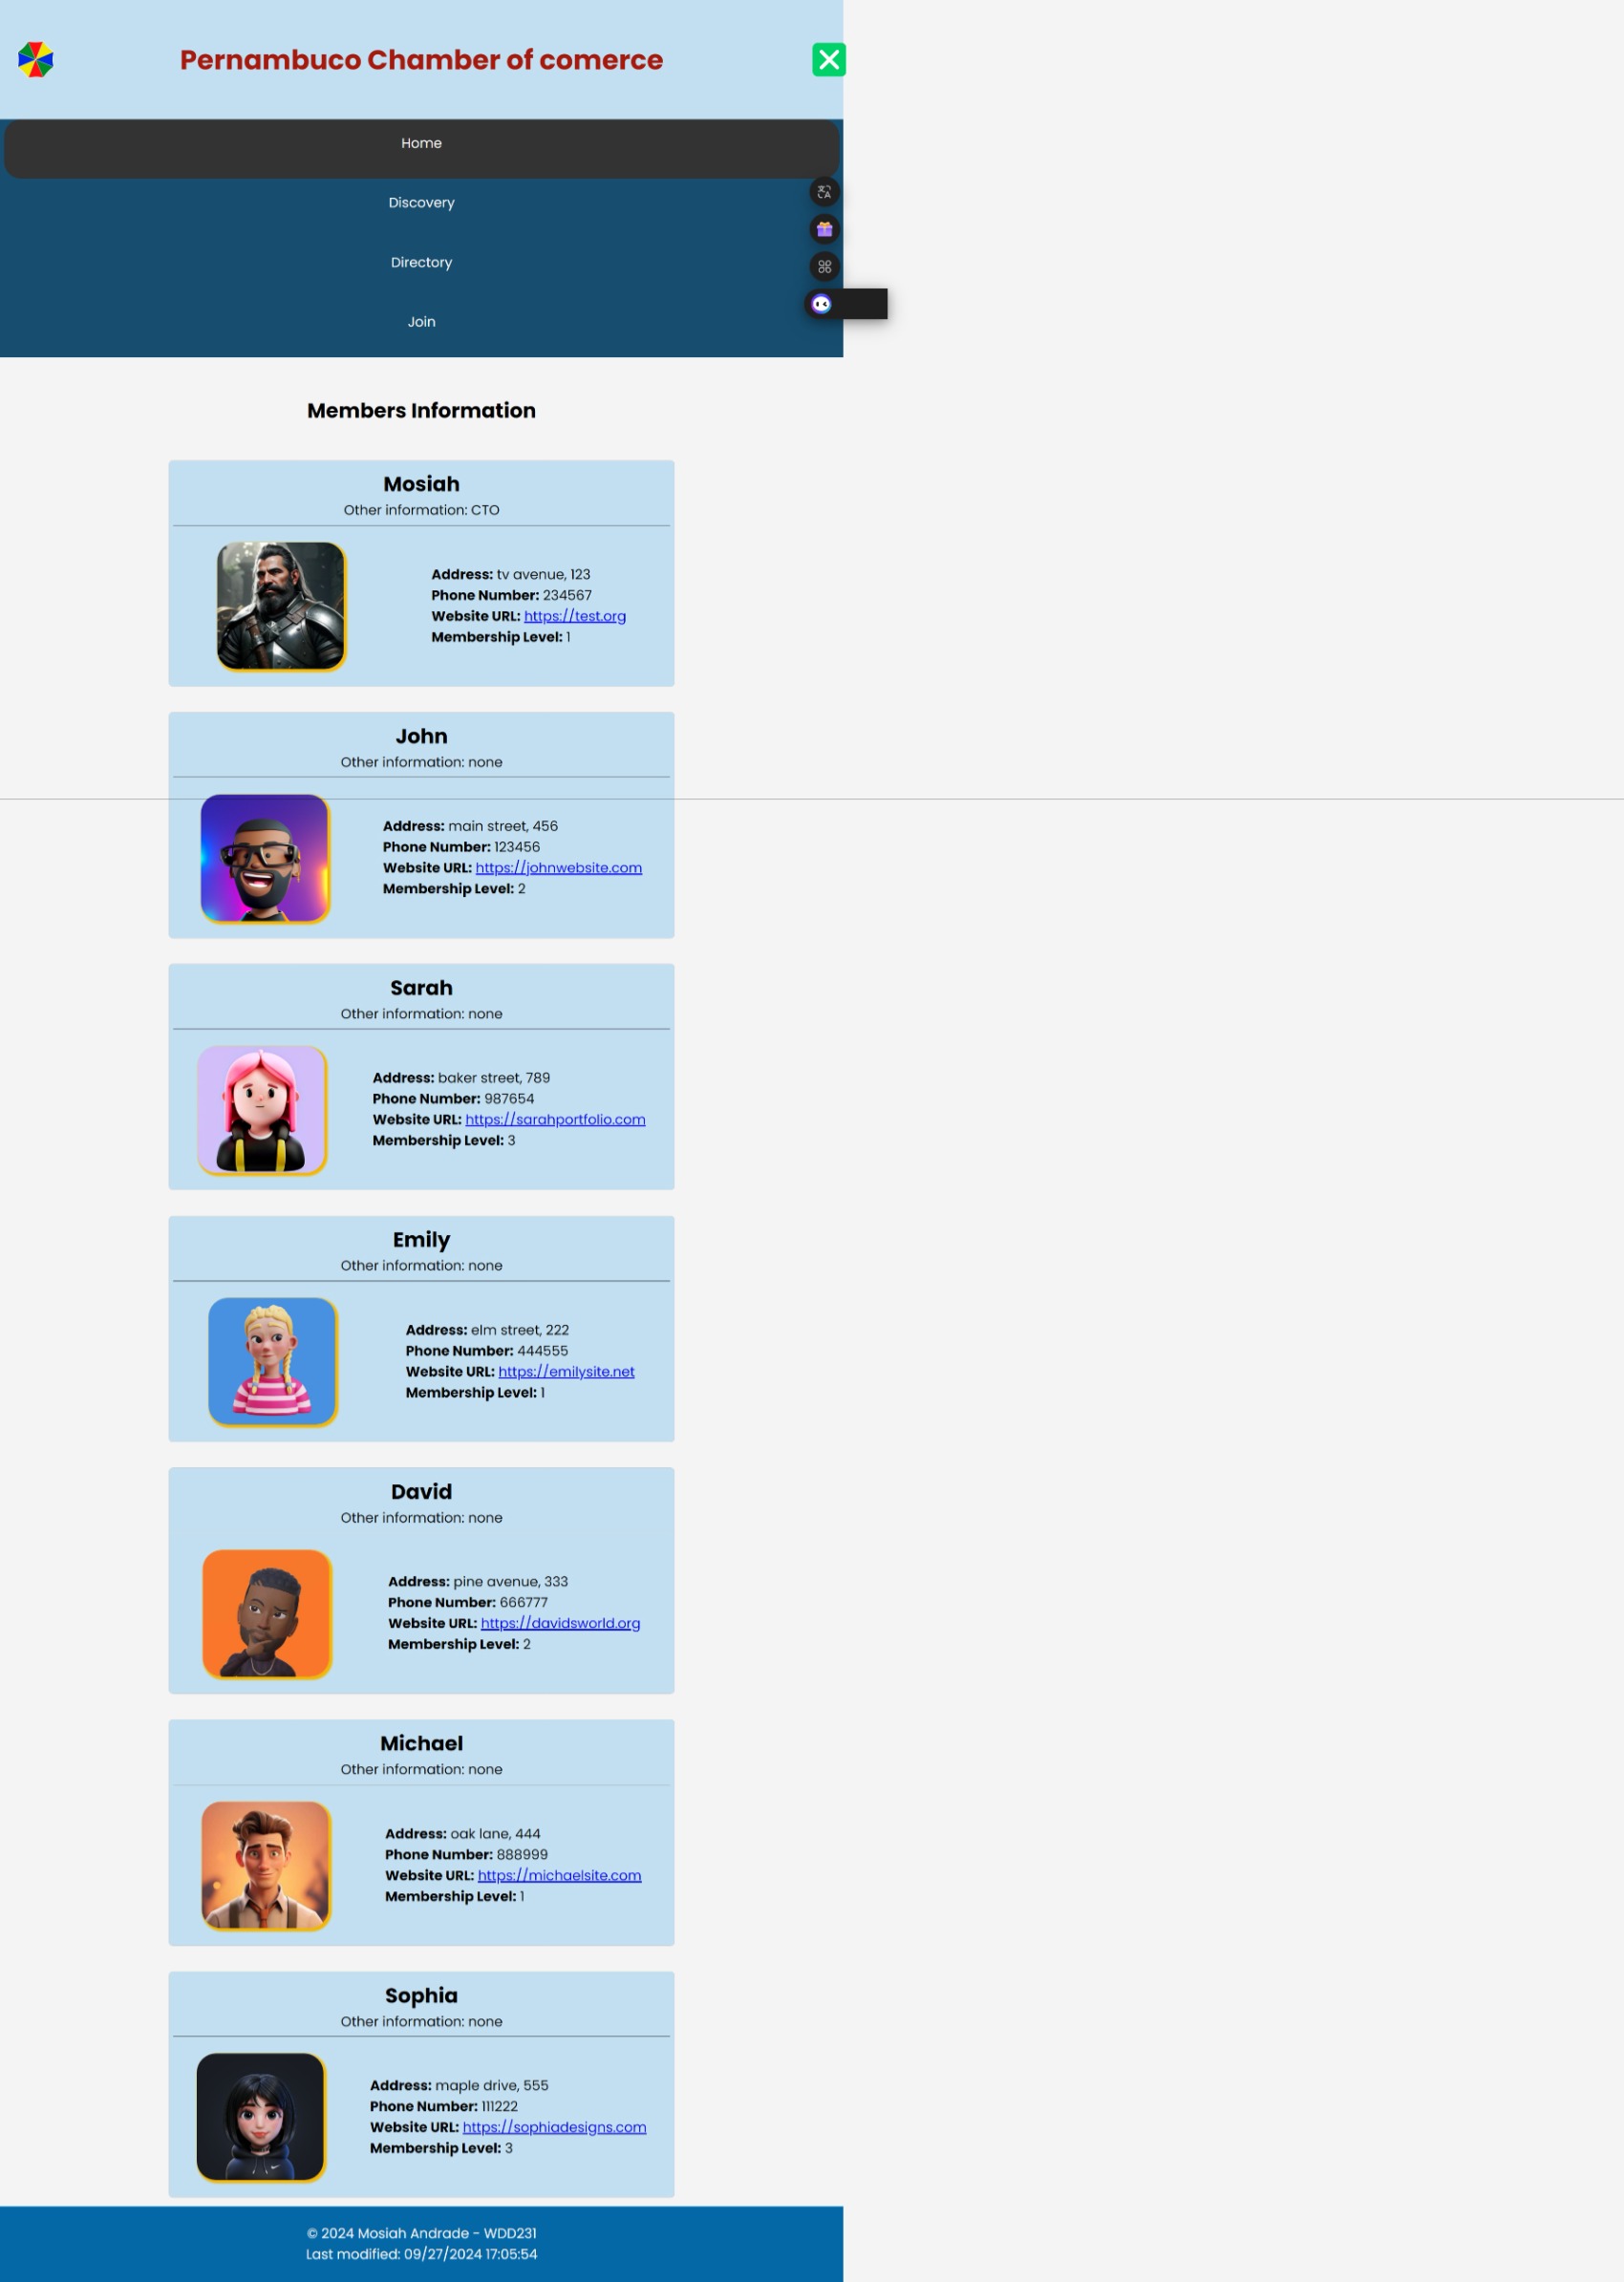 Pernambuco Chamber of comerce
Home
Discovery
Directory
Join
Members Information
Mosiah
Other information: CTO
Address: tv avenue, 123
Phone Number: 234567
Website URL: https://test.org
Membership Level: 1
John
Other information: none
Address: main street, 456
Phone Number: 123456
Website URL: https://johnwebsite.com
Membership Level: 2
Sarah
Other information: none
Address: baker street, 789
Phone Number: 987654
Website URL: https://sarahportfolio.com
Membership Level: 3
Emily
Other information: none
Address: elm street, 222
Phone Number: 444555
Website URL: https://emilysite.net
Membership Level: 1
David
Other information: none
Address: pine avenue, 333
Phone Number: 666777
Website URL: https://davidsworld.org
Membership Level: 2
Michael
Other information: none
Address: oak lane, 444
Phone Number: 888999
Website URL: https://michaelsite.com
Membership Level: 1
Sophia
Other information: none
Address: maple drive, 555
Phone Number: 111222
Website URL: https://sophiadesigns.com
Membership Level: 3
© 2024 Mosiah Andrade - WDD231
Last modified: 09/27/2024 17:05:54